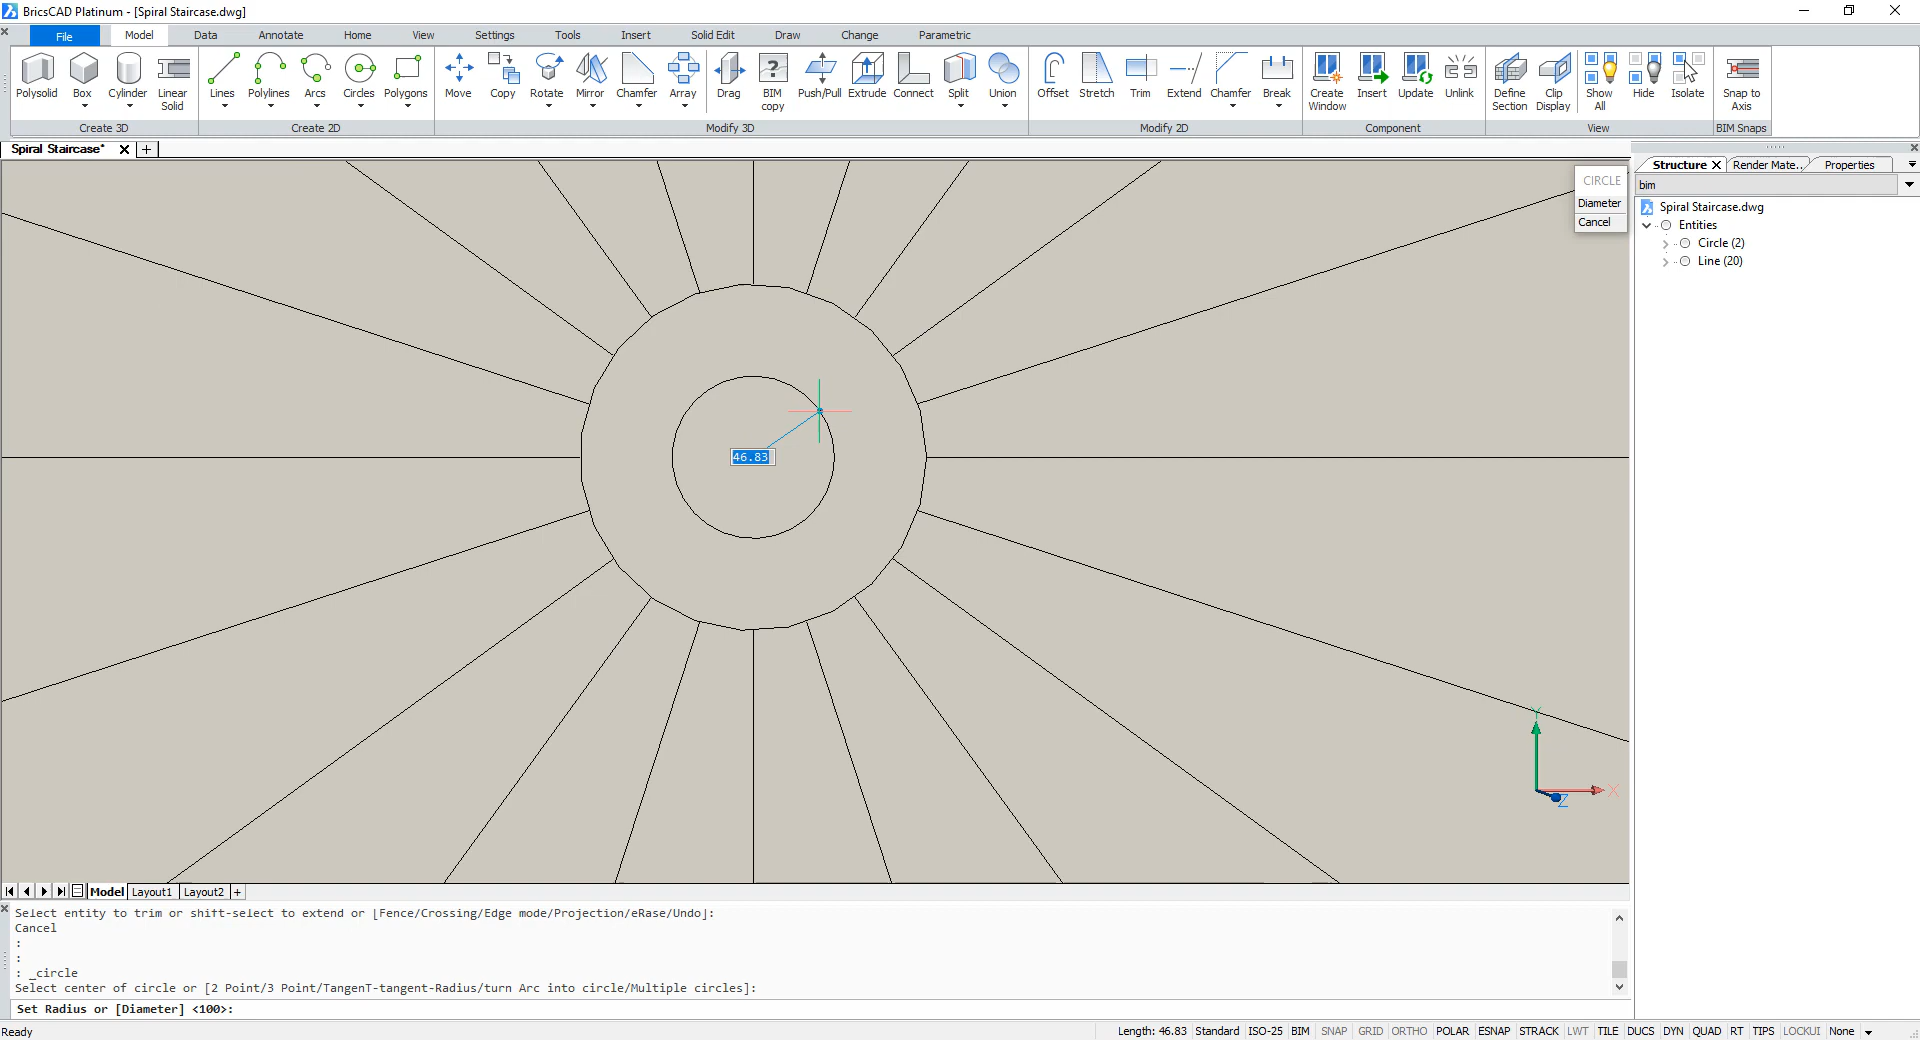 BricsCAD Platinum - [Spiral Staircase.dwg]
File Model Data Annotate Home View Settings Tools Insert Solid Edit Draw Change Parametric
Polysolid Box Cylinder Linear Solid Lines Polylines Arcs Circles Polygons Move Copy Rotate Mirror Chamfer Array Drag BIM copy Push/Pull Extrude Connect Split Union Offset Stretch Trim Extend Chamfer Break Create Window Insert Update Unlink Define Section Clip Display Show All Hide Isolate Snap to Axis
Create 3D Create 2D Modify 3D Modify 2D Component View BIM Snaps
Spiral Staircase*
Structure Render Mate.. Properties
bim
CIRCLE
Diameter
Cancel
Spiral Staircase.dwg
Entities
Circle (2)
Line (20)
46.83
Y
X
Z
Model Layout1 Layout2 +
Select entity to trim or shift-select to extend or [Fence/Crossing/Edge mode/Projection/eRase/Undo]:
Cancel
:
:
: _circle
Select center of circle or [2 Point/3 Point/TangenT-tangent-Radius/turn Arc into circle/Multiple circles]:
Set Radius or [Diameter] <100>:
Ready Length: 46.83 Standard ISO-25 BIM SNAP GRID ORTHO POLAR ESNAP STRACK LWT TILE DUCS DYN QUAD RT TIPS LOCKUI None